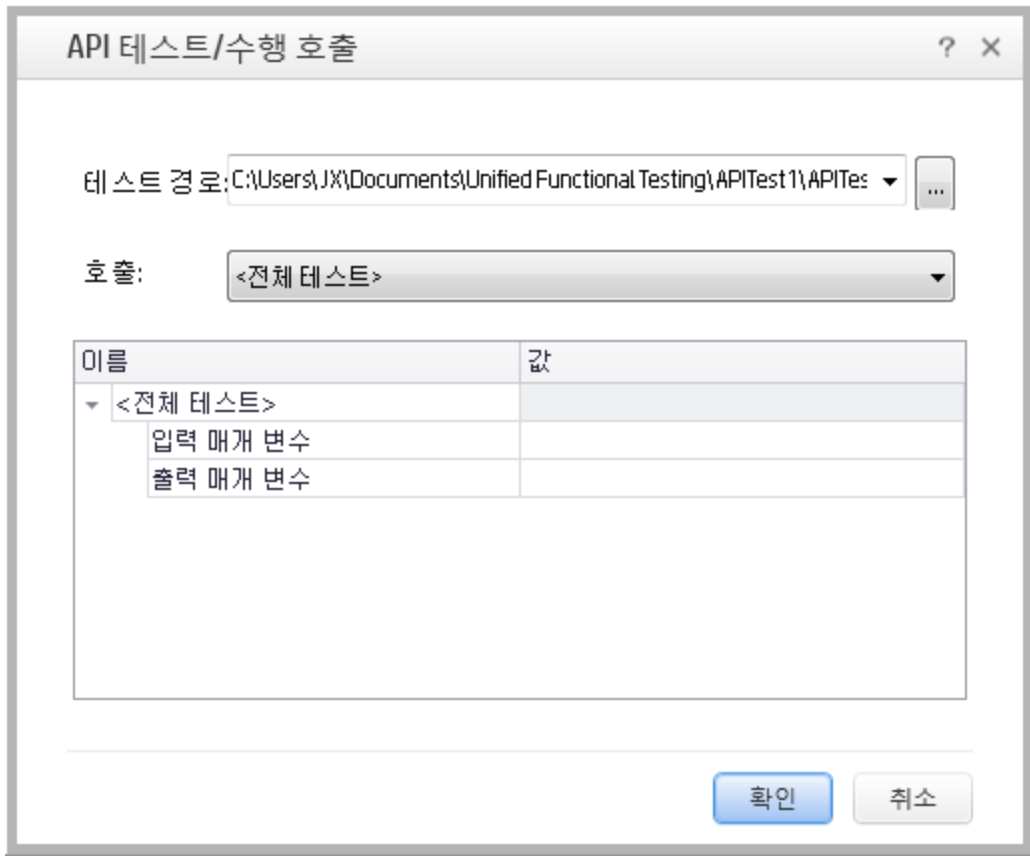 API 테스트/수행 호출 ? ×
테스트 경로: C:\Users\JX\Documents\Unified Functional Testing\APITest1\APITes ...
호출: <전체 테스트>
이름 값
<전체 테스트>
입력 매개 변수
출력 매개 변수
확인 취소